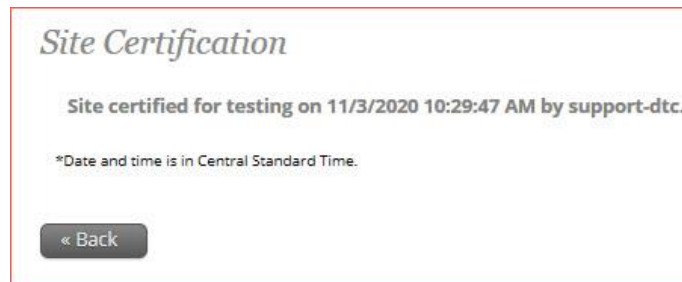 Site Certification
Site certified for testing on 11/3/2020 10:29:47 AM by support-dtc.
*Date and time is in Central Standard Time.
« Back